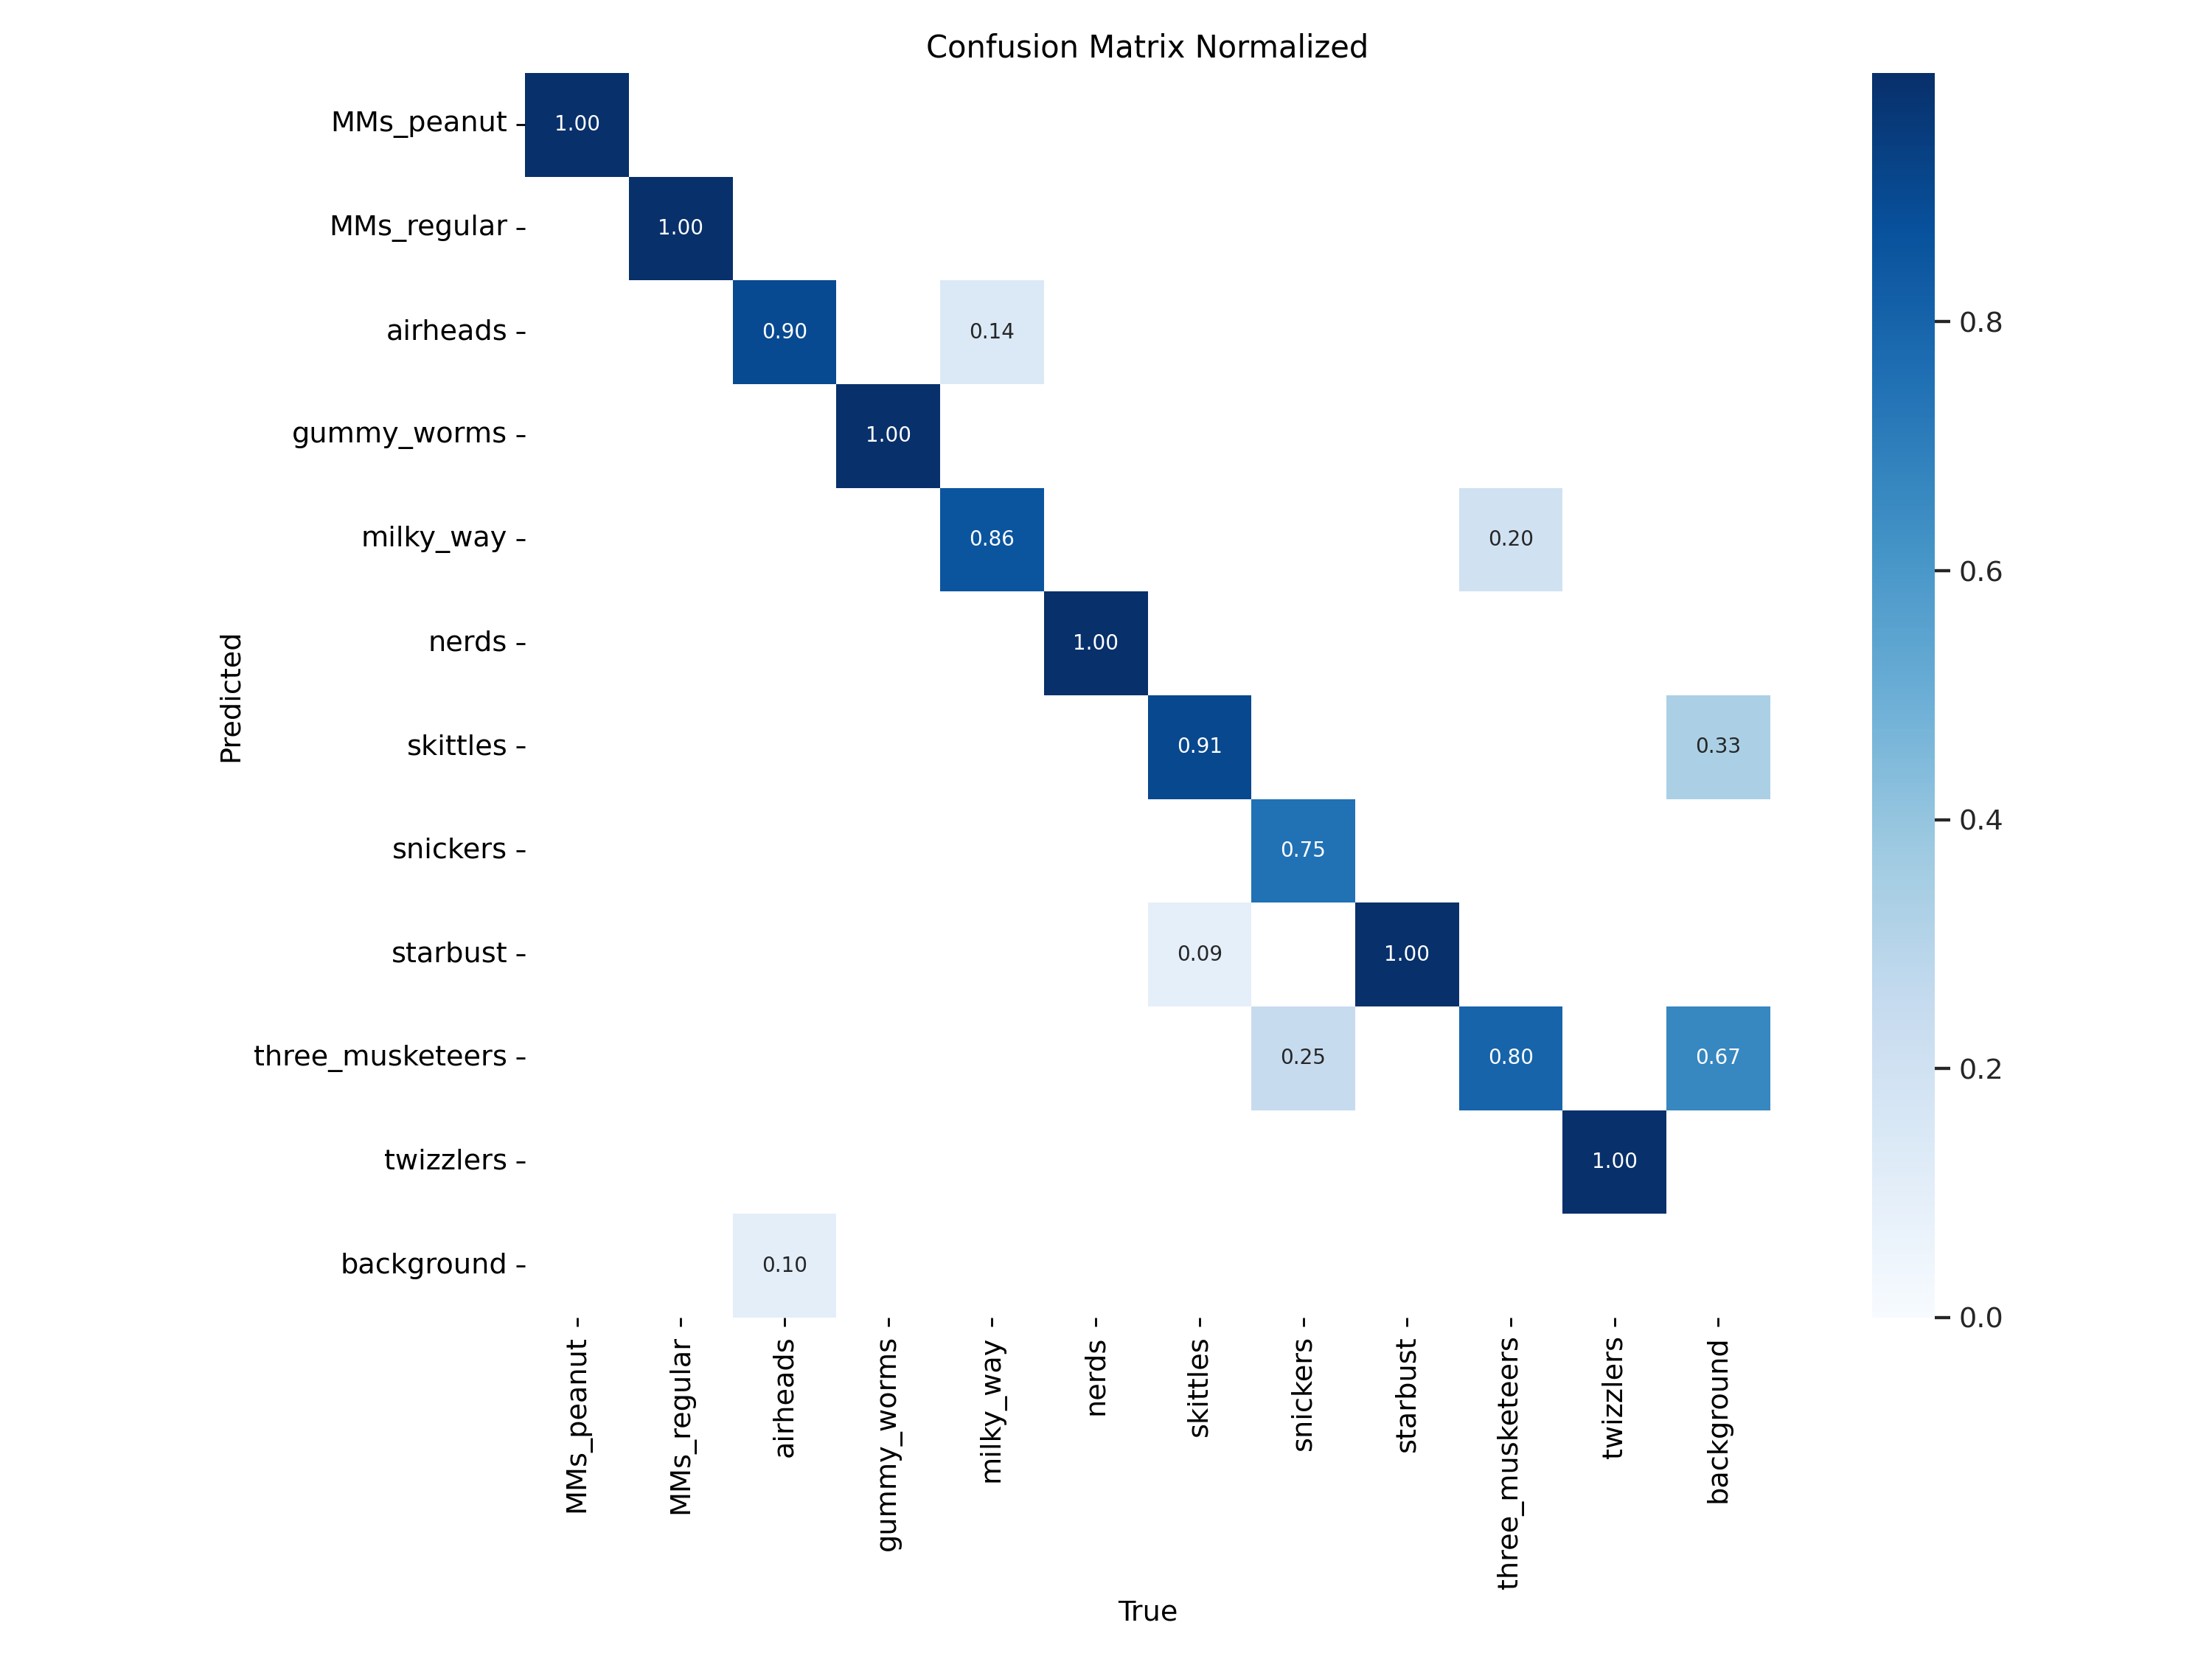 Confusion Matrix Normalized
MMs_peanut 1.00
MMs_regular 1.00
airheads 0.90 0.14
gummy_worms 1.00
milky_way 0.86 0.20
nerds 1.00
skittles 0.91 0.33
snickers 0.75
starbust 0.09 1.00
three_musketeers 0.25 0.80 0.67
twizzlers 1.00
background 0.10
Predicted
MMs_peanut
MMs_regular
airheads
gummy_worms
milky_way
nerds
skittles
snickers
starbust
three_musketeers
twizzlers
background
True
0.8
0.6
0.4
0.2
0.0